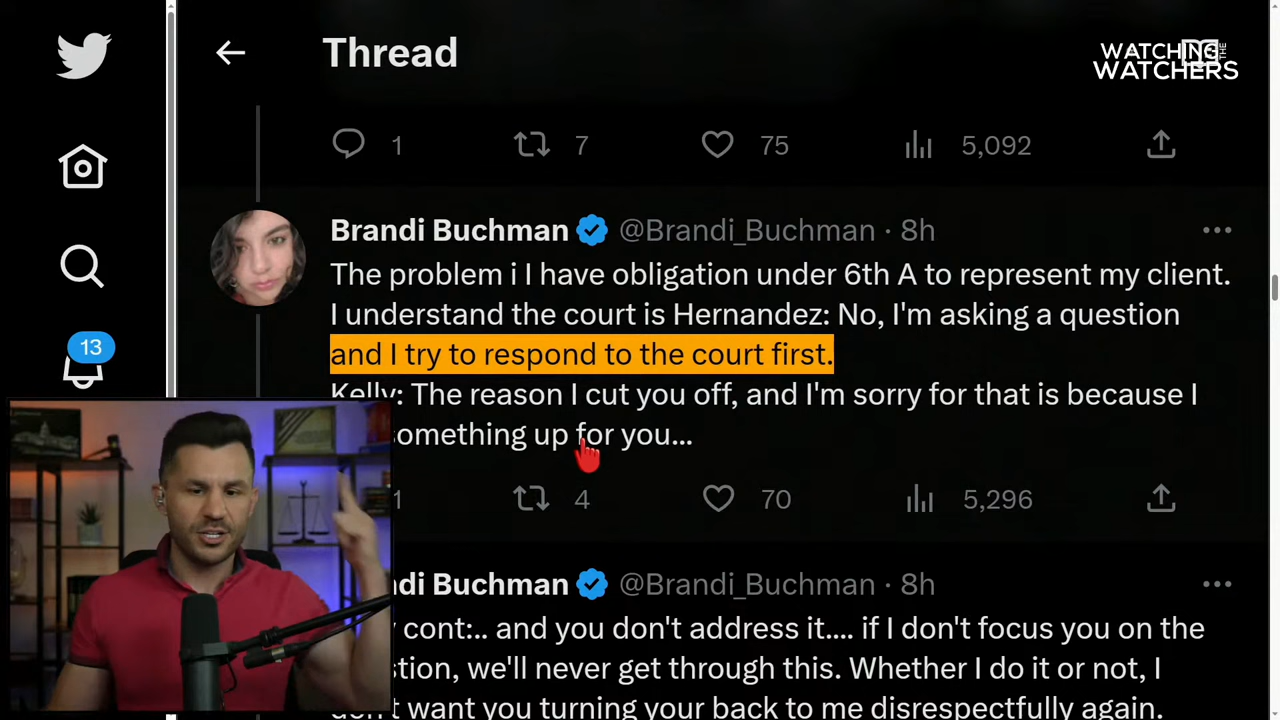 Thread
WATCHING THE
WATCHERS
1 7 75 5,092
Brandi Buchman @Brandi_Buchman · 8h
The problem i I have obligation under 6th A to represent my client.
I understand the court is Hernandez: No, I'm asking a question
and I try to respond to the court first.
Kelly: The reason I cut you off, and I'm sorry for that is because I
something up for you...
13
1 4 70 5,296
di Buchman @Brandi_Buchman · 8h
cont:.. and you don't address it.... if I don't focus you on the
stion, we'll never get through this. Whether I do it or not, I
don't want you turning your back to me disrespectfully again.